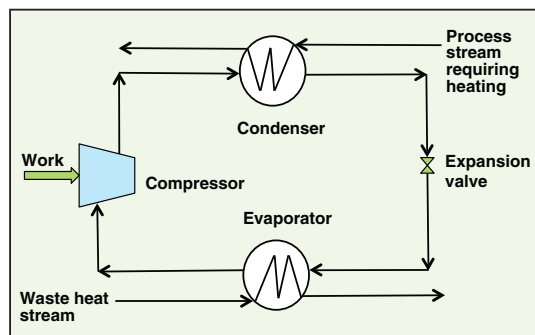 Process
stream
requiring
heating
Condenser
Work
Compressor
Expansion
valve
Evaporator
Waste heat
stream